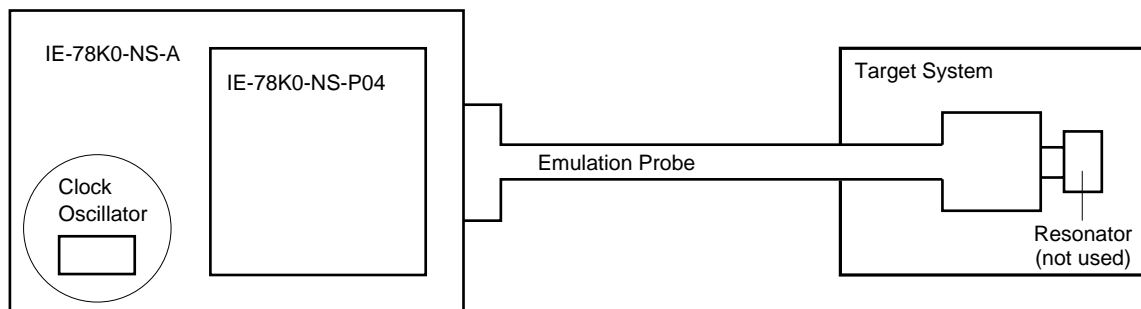 IE-78K0-NS-A
IE-78K0-NS-P04
Target System
Emulation Probe
Clock
Oscillator
Resonator
(not used)